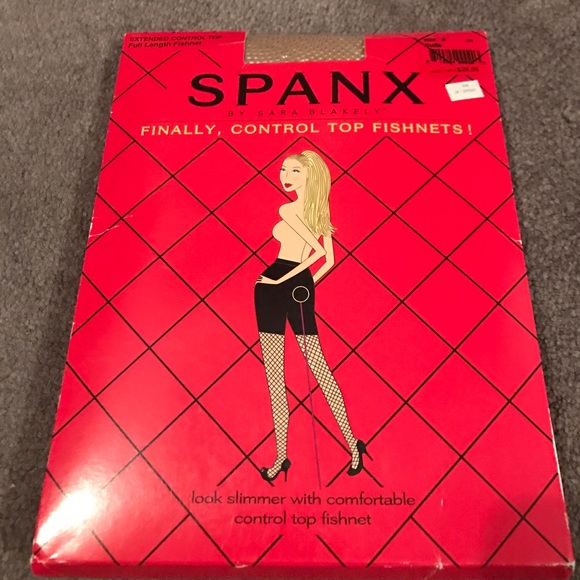 EXTENDED CONTROL TOP
Full Length Fishnet
SPANX
BY SARA BLAKELY
FINALLY, CONTROL TOP FISHNETS!
look slimmer with comfortable
control top fishnet